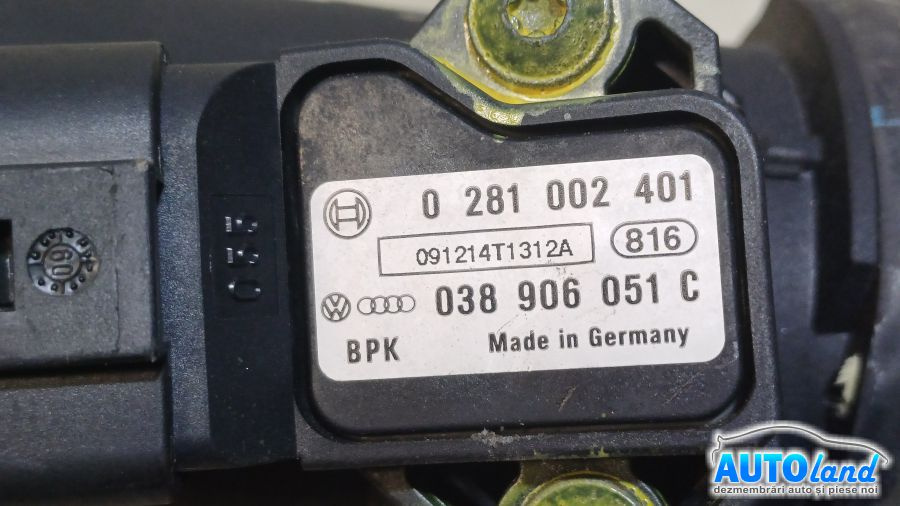 0 281 002 401
091214T1312A
816
038 906 051 C
BPK Made in Germany
09
AUTOland
dezmembrări auto și piese noi